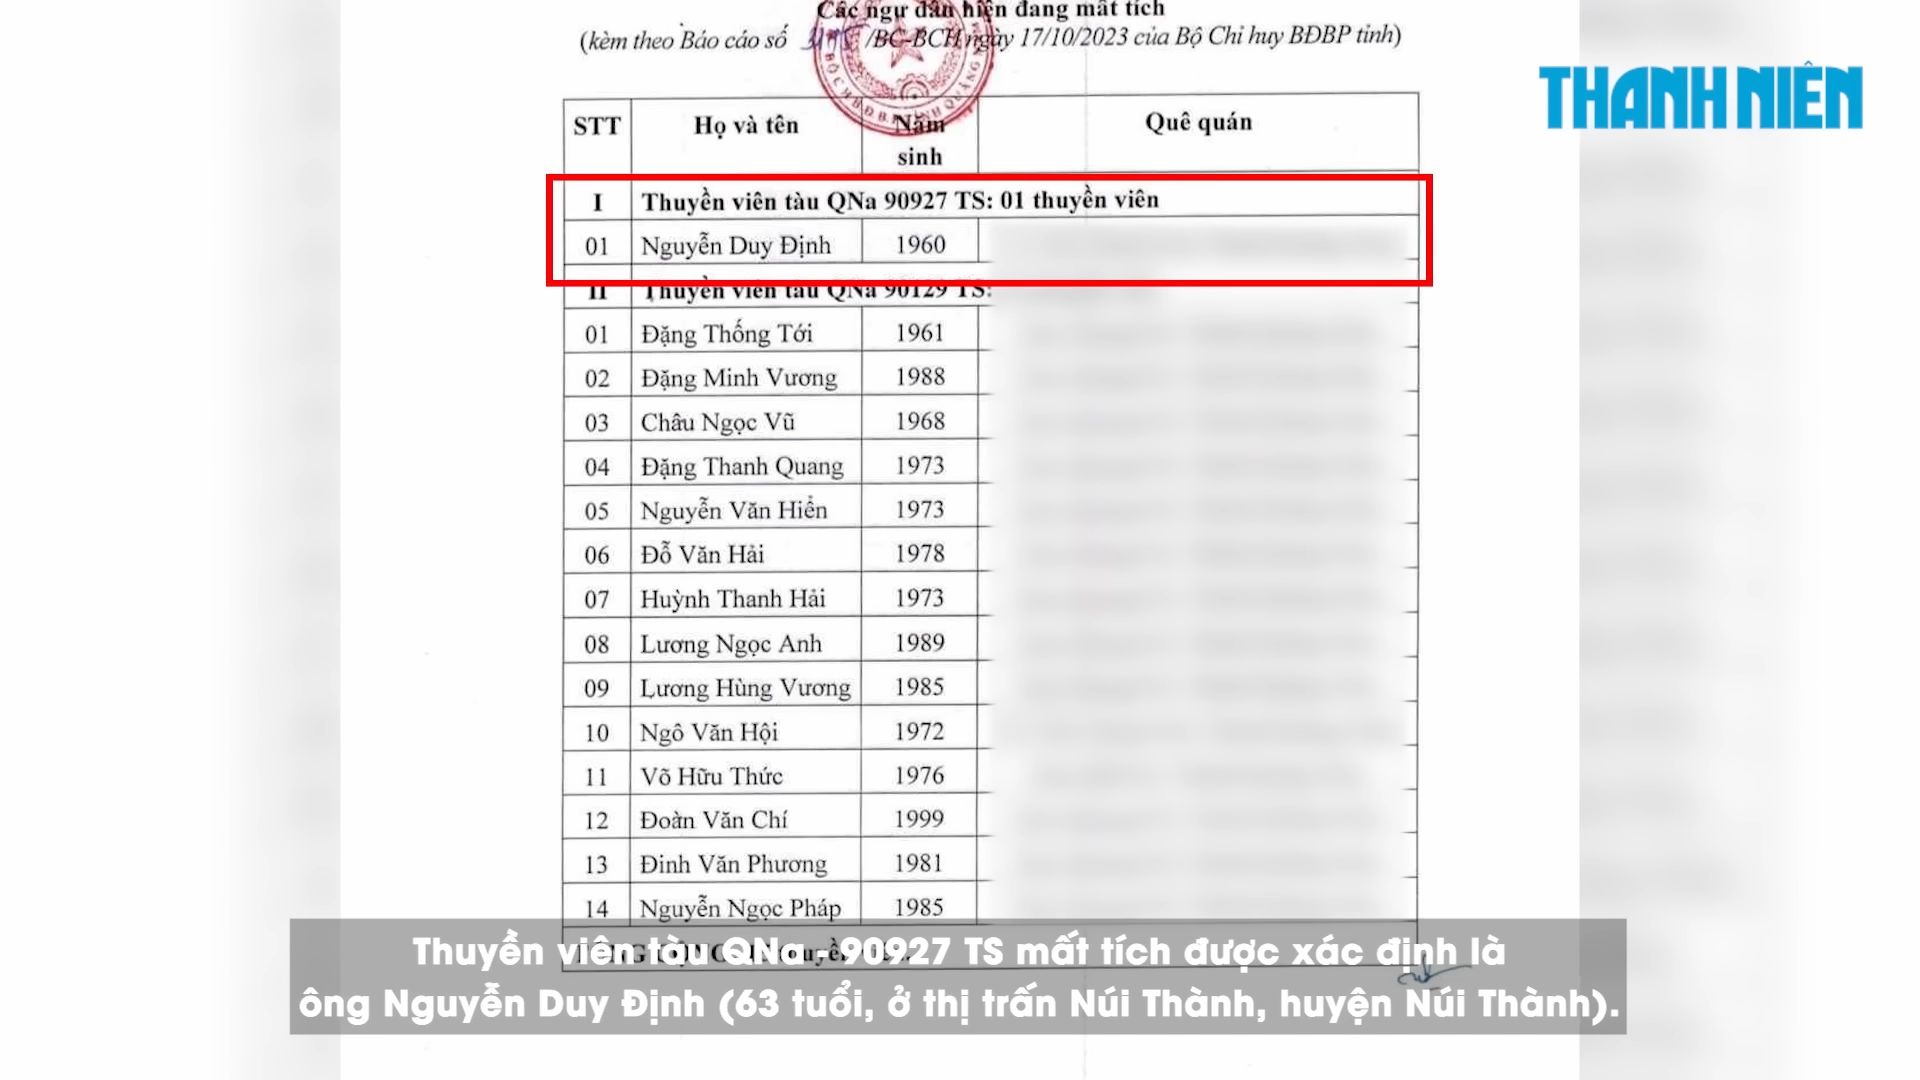 Các ngư dân hiện đang mất tích
(kèm theo Báo cáo số /BC-BCH ngày 17/10/2023 của Bộ Chỉ huy BĐBP tỉnh)
THANH NIÊN
STT Họ và tên Năm sinh Quê quán
I Thuyền viên tàu QNa 90927 TS: 01 thuyền viên
01 Nguyễn Duy Định 1960
II Thuyền viên tàu QNa 90129 TS:
01 Đặng Thống Tới 1961
02 Đặng Minh Vương 1988
03 Châu Ngọc Vũ 1968
04 Đặng Thanh Quang 1973
05 Nguyễn Văn Hiển 1973
06 Đỗ Văn Hải 1978
07 Huỳnh Thanh Hải 1973
08 Lương Ngọc Anh 1989
09 Lương Hùng Vương 1985
10 Ngô Văn Hội 1972
11 Võ Hữu Thức 1976
12 Đoàn Văn Chí 1999
13 Đinh Văn Phương 1981
14 Nguyễn Ngọc Pháp 1985
Thuyền viên tàu QNa - 90927 TS mất tích được xác định là
ông Nguyễn Duy Định (63 tuổi, ở thị trấn Núi Thành, huyện Núi Thành).